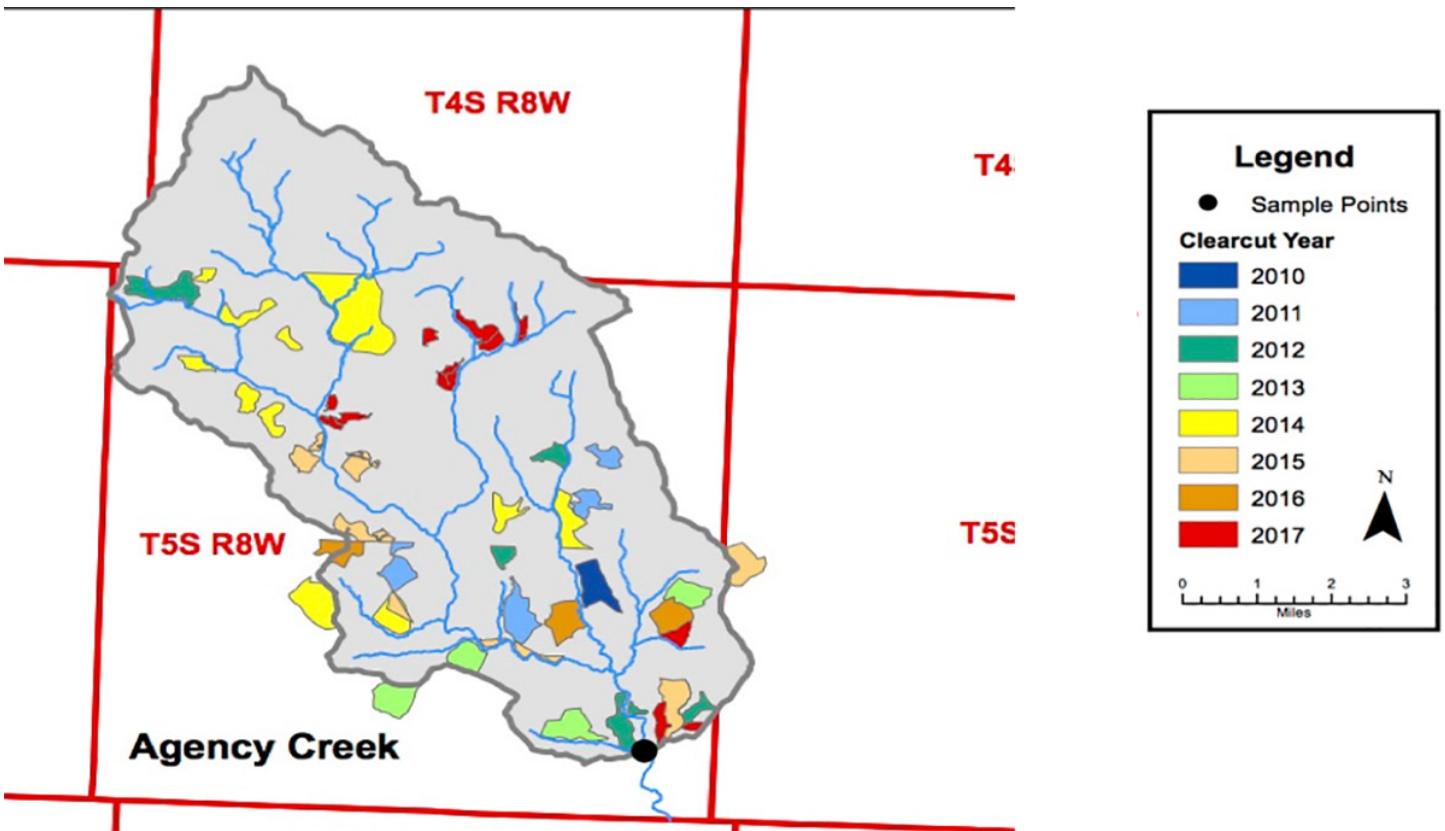 T4S R8W
T4
T5S R8W
T5S
Agency Creek
Legend
Sample Points
Clearcut Year
2010
2011
2012
2013
2014
2015
2016
2017
N
0 1 2 3
Miles